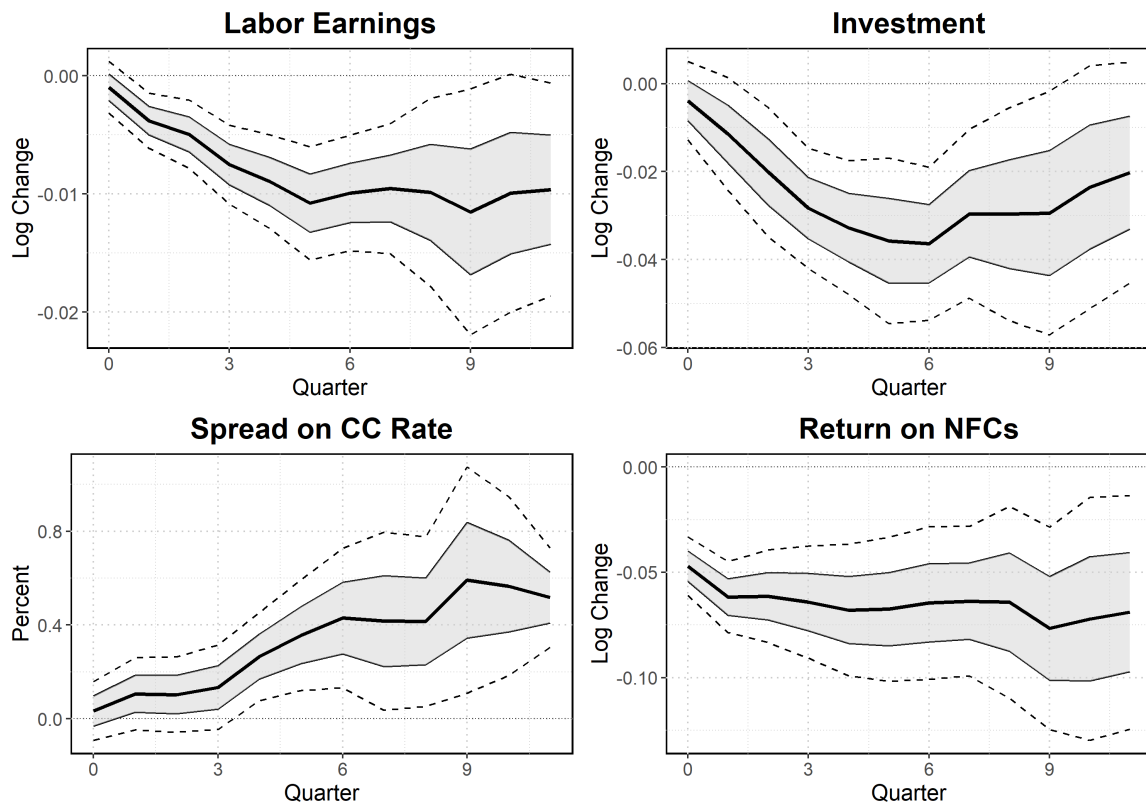 Labor Earnings
Log Change
0.00
-0.01
-0.02
0 3 6 9
Quarter
Investment
Log Change
0.00
-0.02
-0.04
-0.06
0 3 6 9
Quarter
Spread on CC Rate
Percent
0.8
0.4
0.0
0 3 6 9
Quarter
Return on NFCs
Log Change
0.00
-0.05
-0.10
0 3 6 9
Quarter